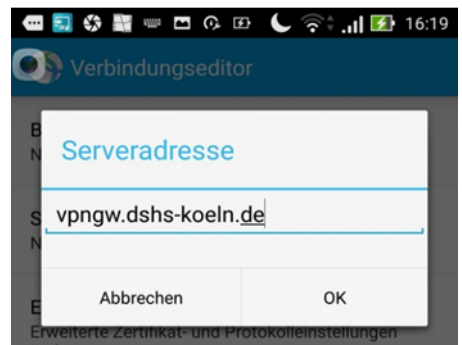 16:19
Verbindungseditor
B
N
Serveradresse
S
vpngw.dshs-koeln.de
N
Abbrechen
OK
E
Erweiterte Zertifikat- und Protokolleinstellungen